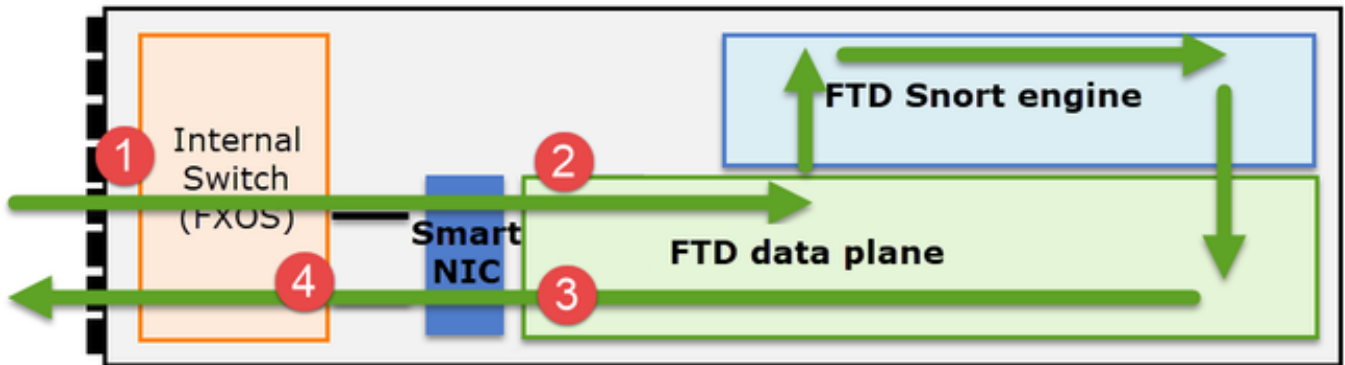 FTD Snort engine
1
Internal
Switch
(FXOS)
2
Smart
NIC
FTD data plane
4
3